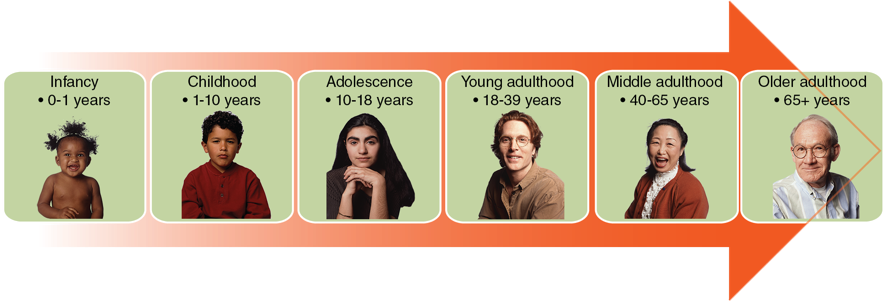 Infancy
• 0-1 years
Childhood
• 1-10 years
Adolescence
• 10-18 years
Young adulthood
• 18-39 years
Middle adulthood
• 40-65 years
Older adulthood
• 65+ years